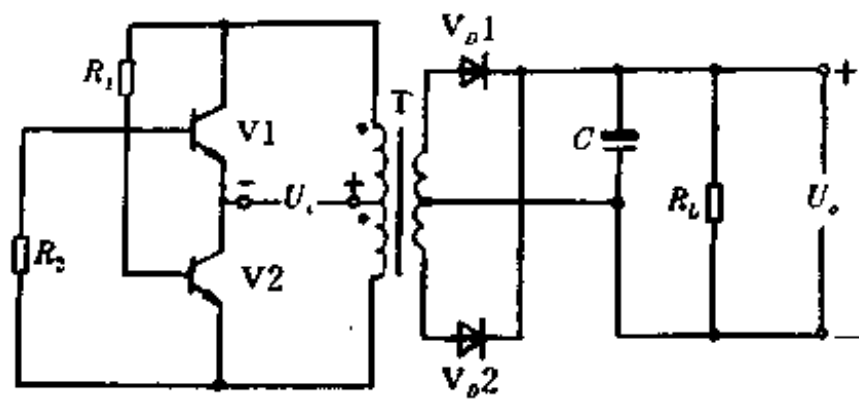 V_D1
R_1
T
+
V1
C
-
U_i
+
R_L
U_o
R_2
V2
V_D2
—